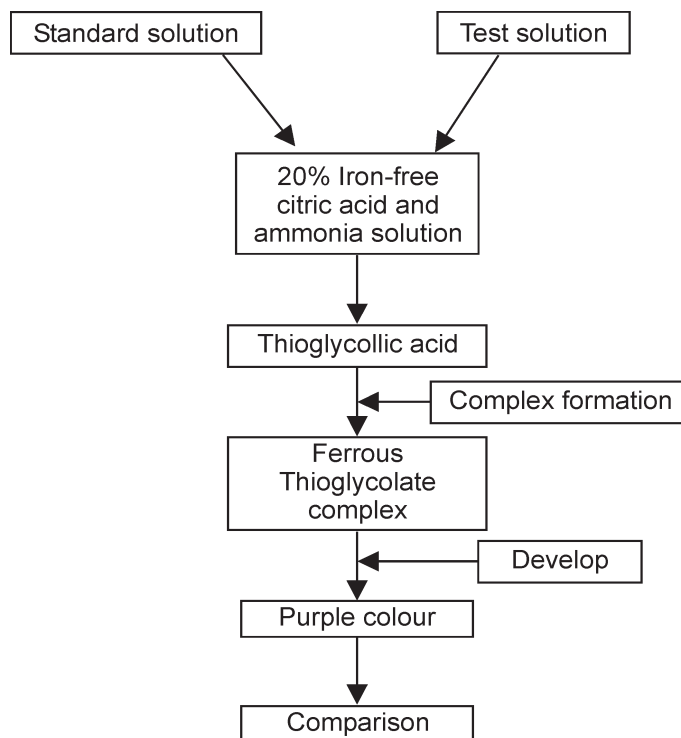 Standard solution
Test solution
20% Iron-free
citric acid and
ammonia solution
Thioglycollic acid
Complex formation
Ferrous
Thioglycolate
complex
Develop
Purple colour
Comparison